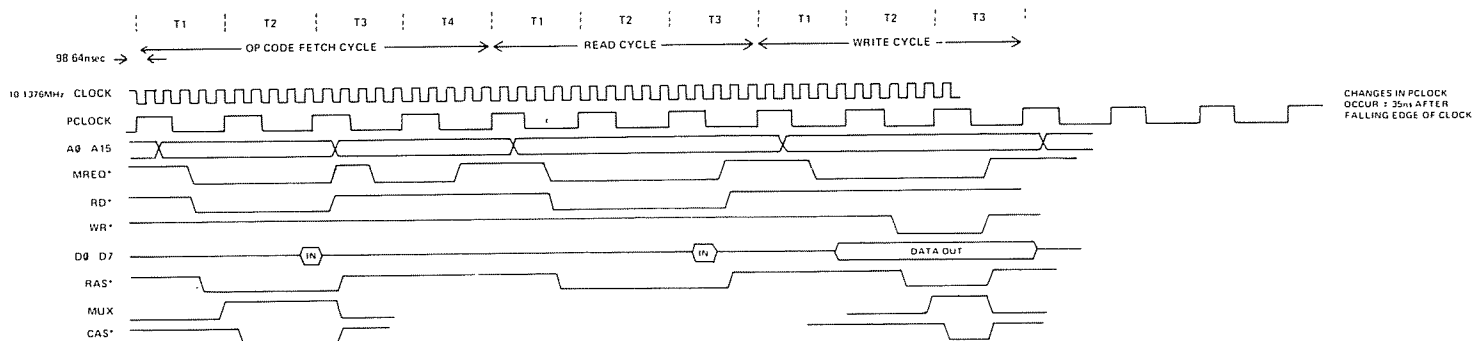 T1 T2 T3 T4 T1 T2 T3 T1 T2 T3
OP CODE FETCH CYCLE READ CYCLE WRITE CYCLE
98 64nsec
10 1376MHz CLOCK
PCLOCK
CHANGES IN PCLOCK
OCCUR ± 35ns AFTER
FALLING EDGE OF CLOCK
A0 A15
MREQ*
RD*
WR*
D0 D7 IN IN DATA OUT
RAS*
MUX
CAS*